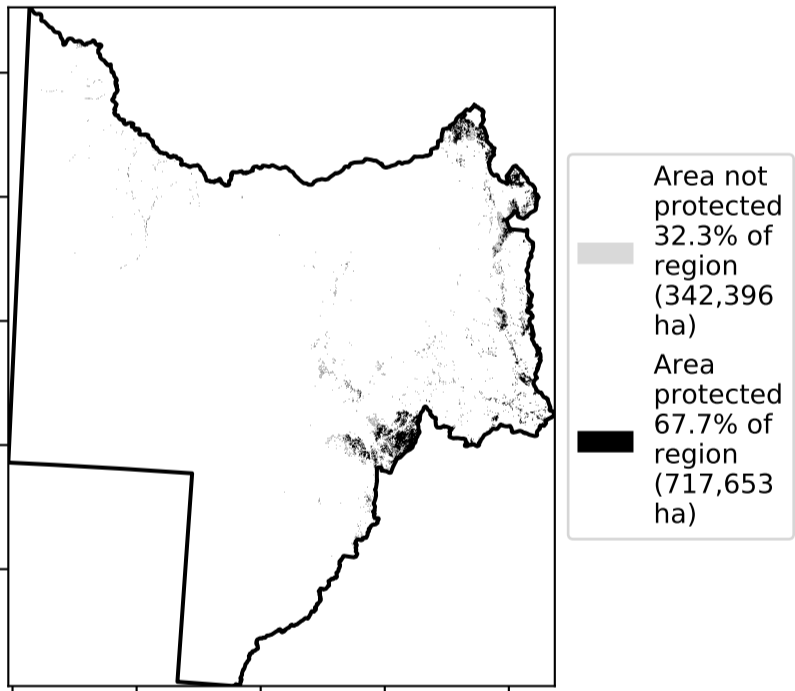 Area not
protected
32.3% of
region
(342,396
ha)
Area
protected
67.7% of
region
(717,653
ha)